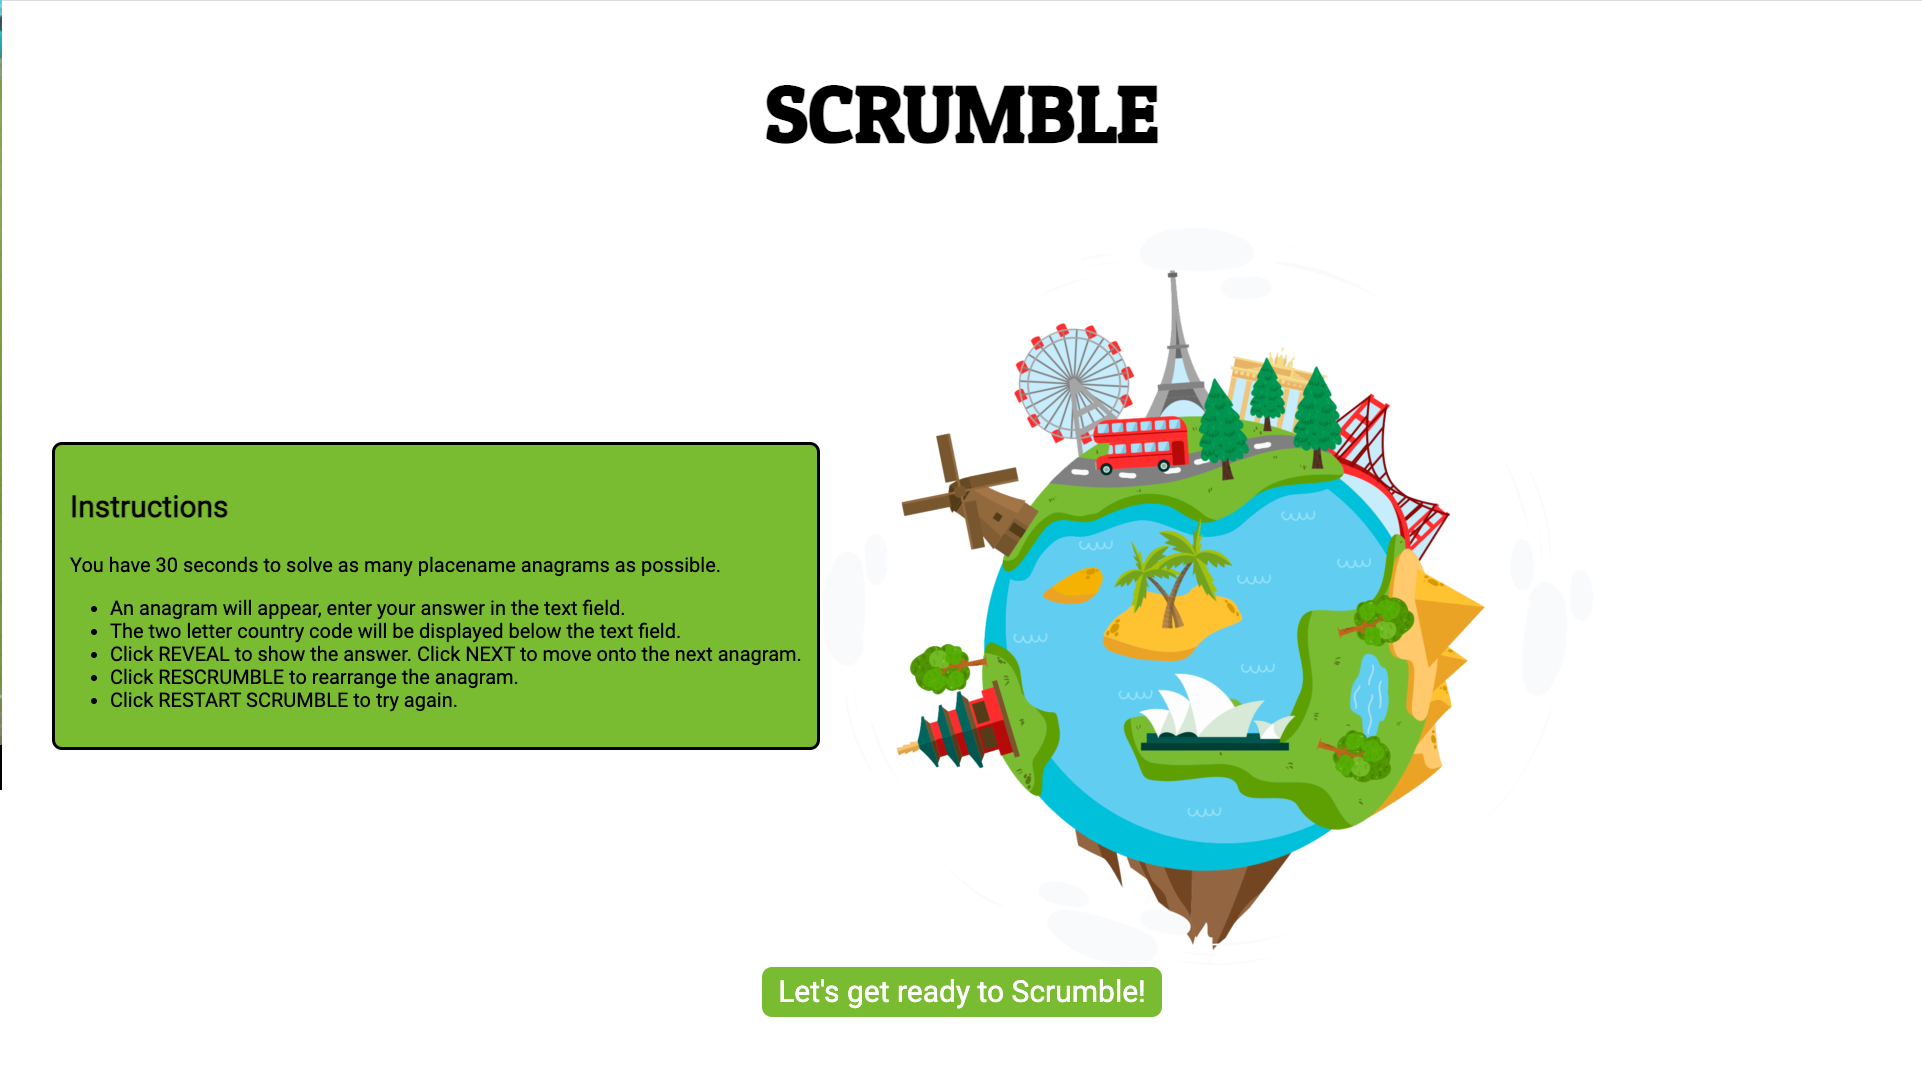 SCRUMBLE
Instructions
You have 30 seconds to solve as many placename anagrams as possible.
• An anagram will appear, enter your answer in the text field.
• The two letter country code will be displayed below the text field.
• Click REVEAL to show the answer. Click NEXT to move onto the next anagram.
• Click RESCRUMBLE to rearrange the anagram.
• Click RESTART SCRUMBLE to try again.
Let's get ready to Scrumble!